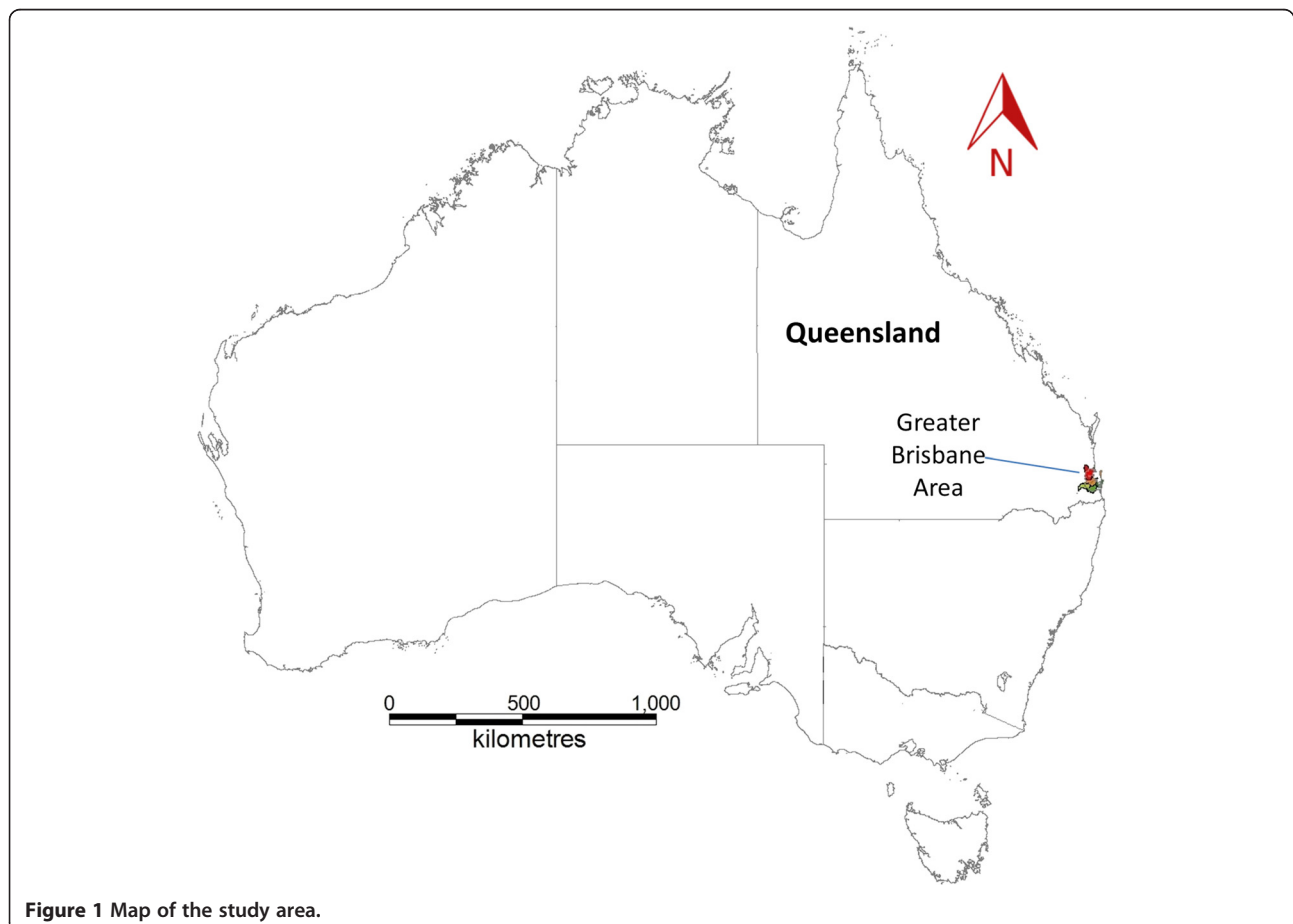 N
Queensland
Greater
Brisbane
Area
0 500 1,000
kilometres
Figure 1 Map of the study area.